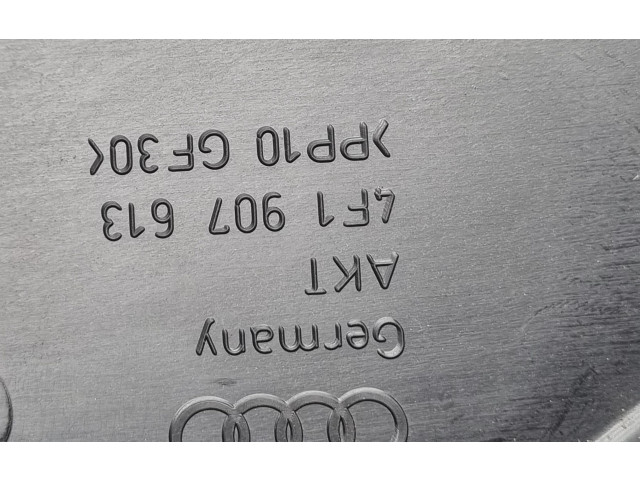 Germany
AKT
4F1 907 613
>PP10 GF30<